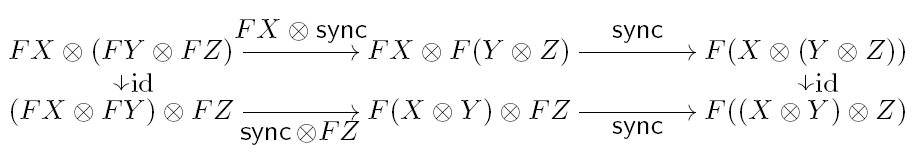 FX ⊗ sync sync
FX ⊗ (FY ⊗ FZ) ⟶ FX ⊗ F(Y ⊗ Z) ⟶ F(X ⊗ (Y ⊗ Z))
↓id ↓id
(FX ⊗ FY) ⊗ FZ ⟶ F(X ⊗ Y) ⊗ FZ ⟶ F((X ⊗ Y) ⊗ Z)
sync ⊗FZ sync